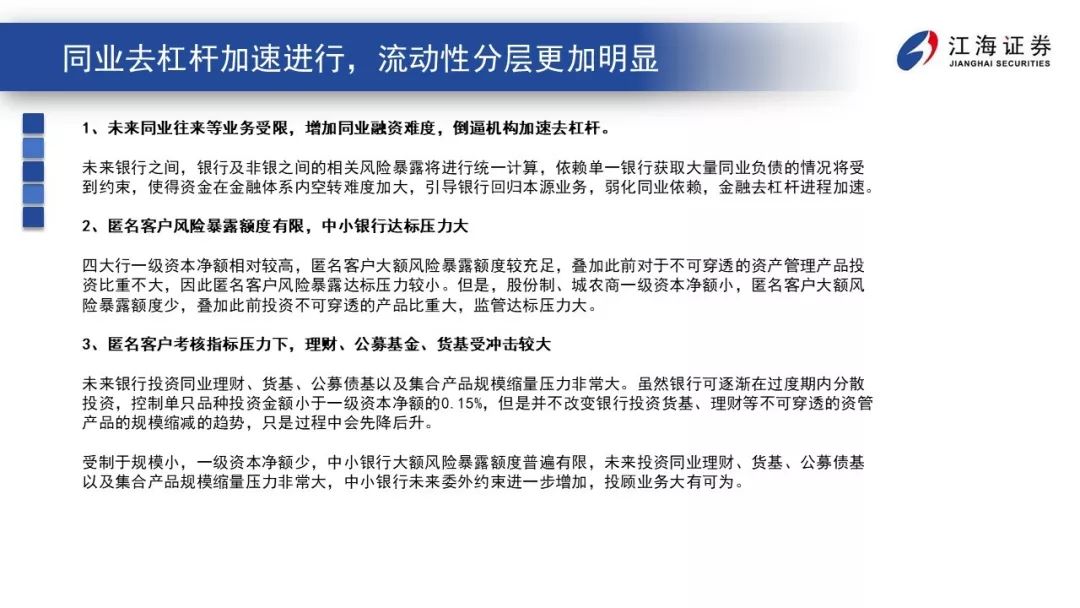 同业去杠杆加速进行，流动性分层更加明显
江海证券
JIANGHAI SECURITIES
1、未来同业往来等业务受限，增加同业融资难度，倒逼机构加速去杠杆。
未来银行之间，银行及非银之间的相关风险暴露将进行统一计算，依赖单一银行获取大量同业负债的情况将受
到约束，使得资金在金融体系内空转难度加大，引导银行回归本源业务，弱化同业依赖，金融去杠杆进程加速。
2、匿名客户风险暴露额度有限，中小银行达标压力大
四大行一级资本净额相对较高，匿名客户大额风险暴露额度较充足，叠加此前对于不可穿透的资产管理产品投
资比重不大，因此匿名客户风险暴露达标压力较小。但是，股份制、城农商一级资本净额小，匿名客户大额风
险暴露额度少，叠加此前投资不可穿透的产品比重大，监管达标压力大。
3、匿名客户考核指标压力下，理财、公募基金、货基受冲击较大
未来银行投资同业理财、货基、公募债基以及集合产品规模缩量压力非常大。虽然银行可逐渐在过度期内分散
投资，控制单只品种投资金额小于一级资本净额的0.15%，但是并不改变银行投资货基、理财等不可穿透的资管
产品的规模缩减的趋势，只是过程中会先降后升。
受制于规模小，一级资本净额少，中小银行大额风险暴露额度普遍有限，未来投资同业理财、货基、公募债基
以及集合产品规模缩量压力非常大，中小银行未来委外约束进一步增加，投顾业务大有可为。